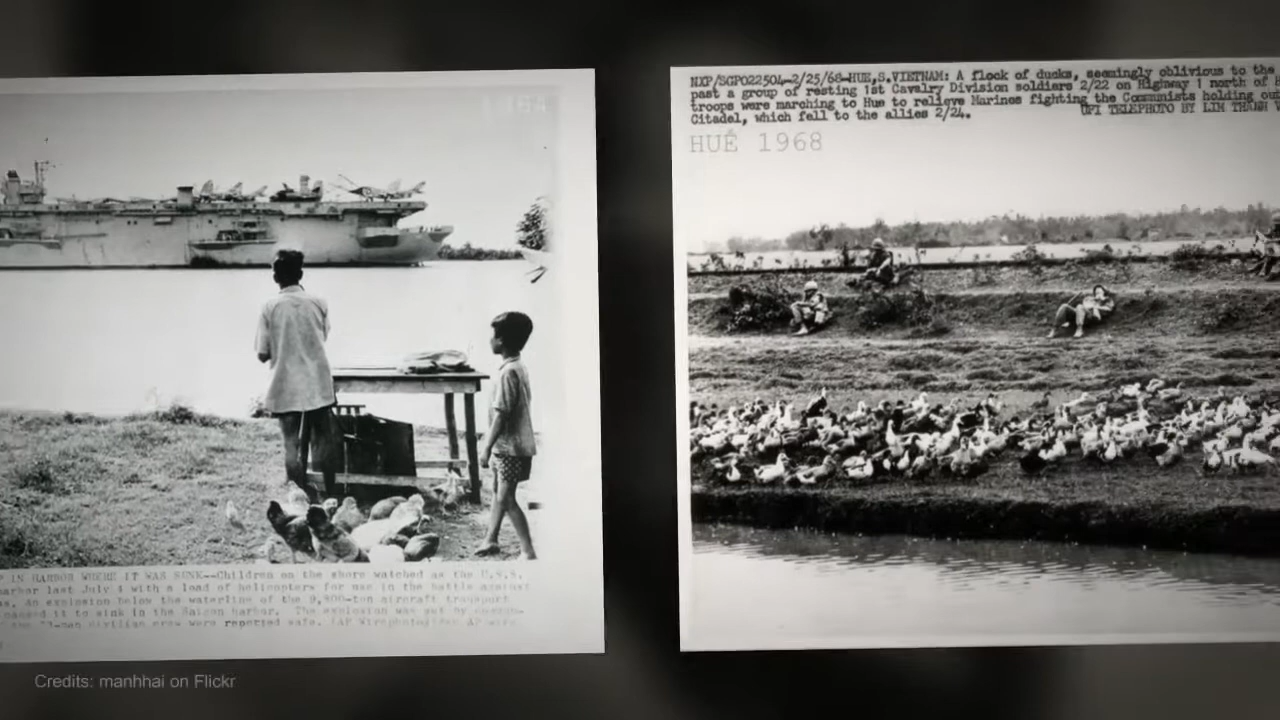 1964
P IN HARBOR WHERE IT WAS SUNK--Children on the shore watched as the U.S.S.
harbor last July 1 with a load of helicopters for use in the battle against
An explosion below the waterline of the 9,800-ton aircraft transport
caused it to sink in the Saigon harbor. The explosion was set by
civilian crew were reported safe. (AP Wirephoto)
NXP/SGP022504-2/25/68-HUE,S.VIETNAM: A flock of ducks, seemingly oblivious to the
past a group of resting 1st Cavalry Division soldiers 2/22 on Highway 1 north of H
troops were marching to Hue to relieve Marines fighting the Communists holding out
Citadel, which fell to the allies 2/24.
UPI TELEPHOTO BY LIM THANH V
HUẾ 1968
Credits: manhhai on Flickr